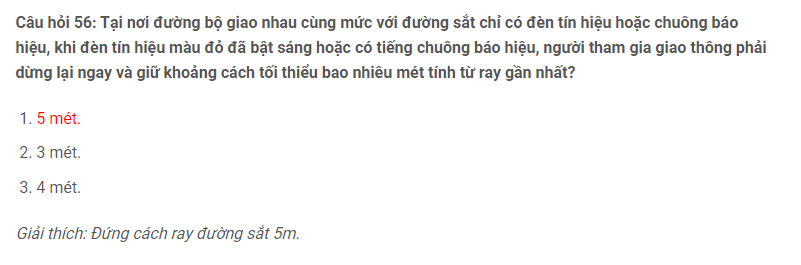 Câu hỏi 56: Tại nơi đường bộ giao nhau cùng mức với đường sắt chỉ có đèn tín hiệu hoặc chuông báo
hiệu, khi đèn tín hiệu màu đỏ đã bật sáng hoặc có tiếng chuông báo hiệu, người tham gia giao thông phải
dừng lại ngay và giữ khoảng cách tối thiểu bao nhiêu mét tính từ ray gần nhất?
1. 5 mét.
2. 3 mét.
3. 4 mét.
Giải thích: Đứng cách ray đường sắt 5m.